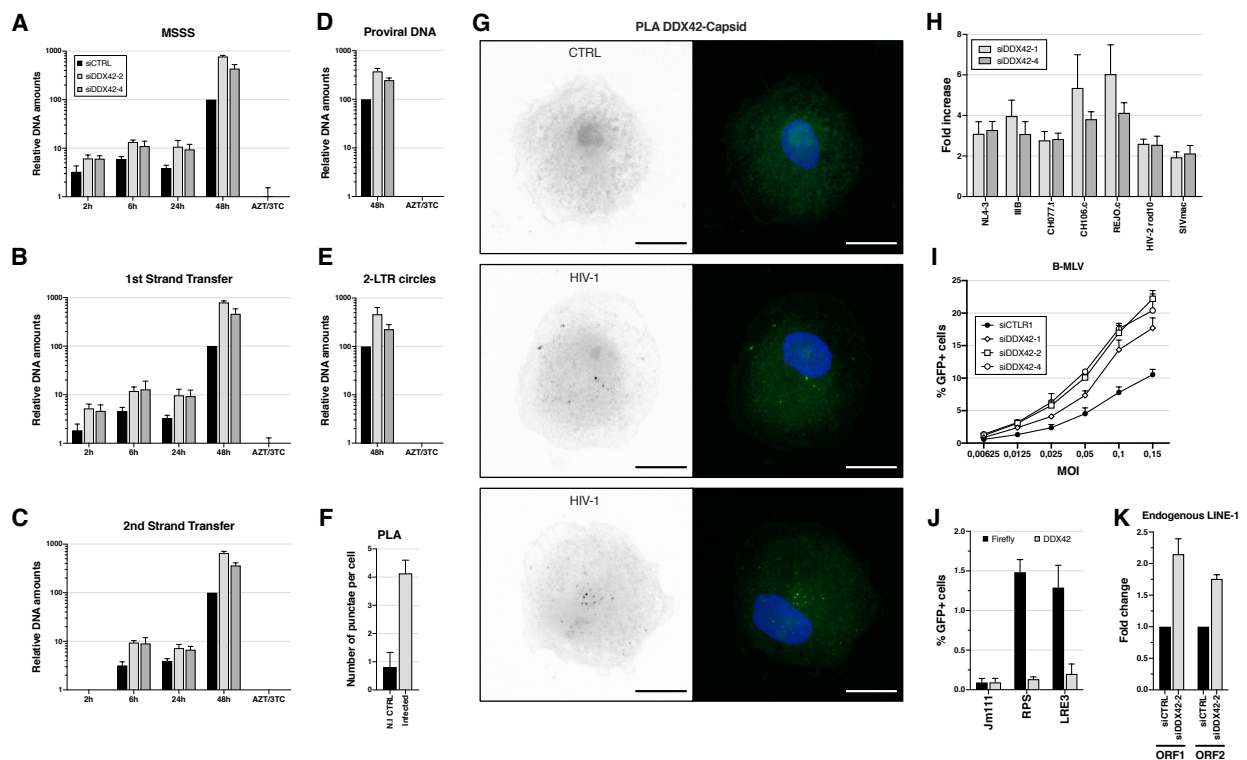 A
MSSS
Relative DNA amounts
1000
100
10
1
siCTRL
siDDX42-2
siDDX42-4
2h
6h
24h
48h
AZT/3TC
B
1st Strand Transfer
Relative DNA amounts
1000
100
10
1
2h
6h
24h
48h
AZT/3TC
C
2nd Strand Transfer
Relative DNA amounts
1000
100
10
1
2h
6h
24h
48h
AZT/3TC
D
Proviral DNA
Relative DNA amounts
1000
100
10
1
48h
AZT/3TC
E
2-LTR circles
Relative DNA amounts
1000
100
10
1
48h
AZT/3TC
F
PLA
Number of punctae per cell
5
4
3
2
1
0
N.I CTRL
Infected
G
PLA DDX42-Capsid
CTRL
HIV-1
HIV-1
H
Fold increase
8
6
4
2
0
siDDX42-1
siDDX42-4
NL4-3
IIIB
CH077.t
CH106.c
REJO.c
HIV-2 rod10
SIVmac
I
B-MLV
% GFP+ cells
25
20
15
10
5
0
siCTLR1
siDDX42-1
siDDX42-2
siDDX42-4
0,00625
0,0125
0,025
0,05
0,1
0,15
MOI
J
% GFP+ cells
2.0
1.5
1.0
0.5
0.0
Firefly
DDX42
Jm111
RPS
LRE3
K
Endogenous LINE-1
Fold change
2.5
2.0
1.5
1.0
0.5
0.0
siCTRL
siDDX42-2
siCTRL
siDDX42-2
ORF1
ORF2